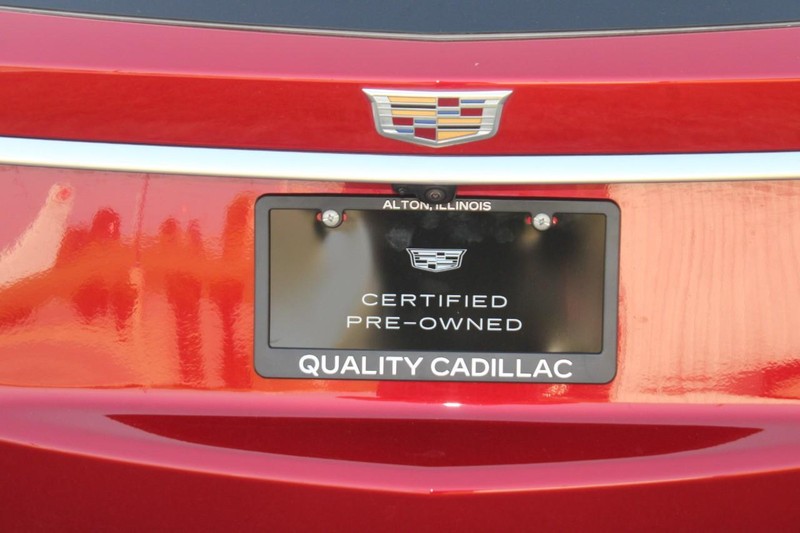 ALTON, ILLINOIS
CERTIFIED
PRE-OWNED
QUALITY CADILLAC